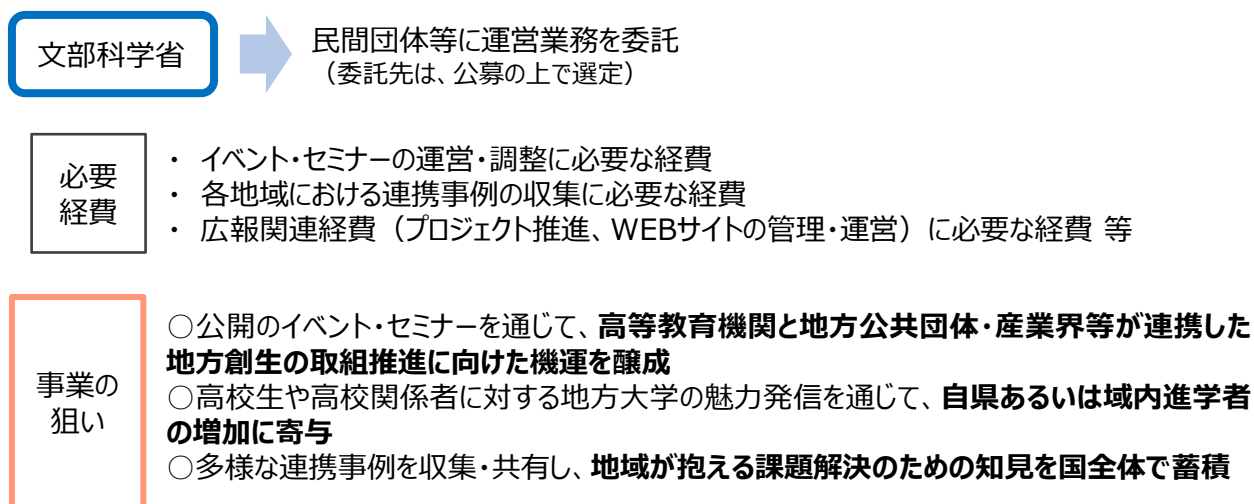 文部科学省
民間団体等に運営業務を委託
（委託先は、公募の上で選定）
必要
経費
・ イベント・セミナーの運営・調整に必要な経費
・ 各地域における連携事例の収集に必要な経費
・ 広報関連経費（プロジェクト推進、WEBサイトの管理・運営）に必要な経費 等
事業の
狙い
○公開のイベント・セミナーを通じて、高等教育機関と地方公共団体・産業界等が連携した
地方創生の取組推進に向けた機運を醸成
○高校生や高校関係者に対する地方大学の魅力発信を通じて、自県あるいは域内進学者
の増加に寄与
○多様な連携事例を収集・共有し、地域が抱える課題解決のための知見を国全体で蓄積